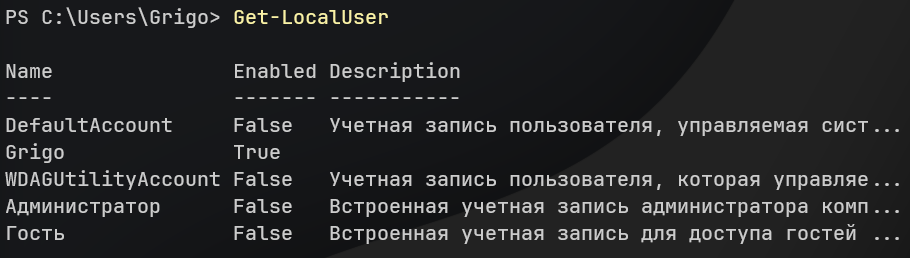 PS C:\Users\Grigo> Get-LocalUser
Name Enabled Description
---- ------- -----------
DefaultAccount False Учетная запись пользователя, управляемая сист...
Grigo True
WDAGUtilityAccount False Учетная запись пользователя, которая управляе...
Администратор False Встроенная учетная запись администратора комп...
Гость False Встроенная учетная запись для доступа гостей ...